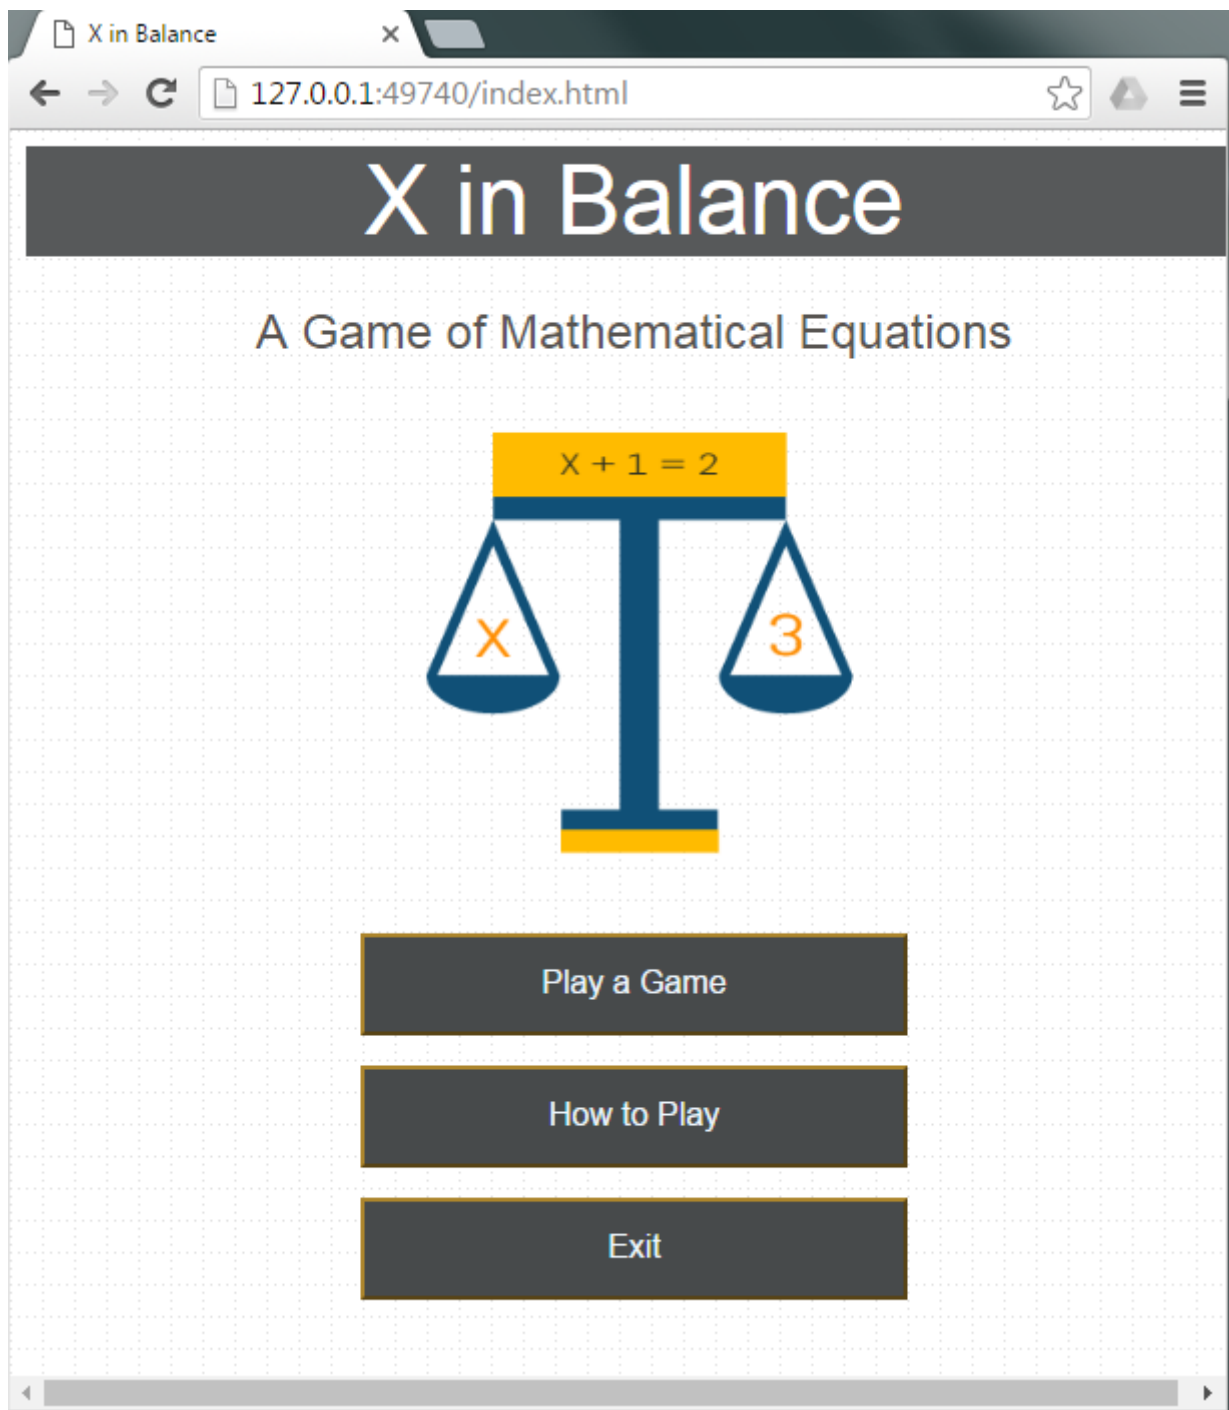 X in Balance
127.0.0.1:49740/index.html
X in Balance
A Game of Mathematical Equations
X + 1 = 2
X
3
Play a Game
How to Play
Exit